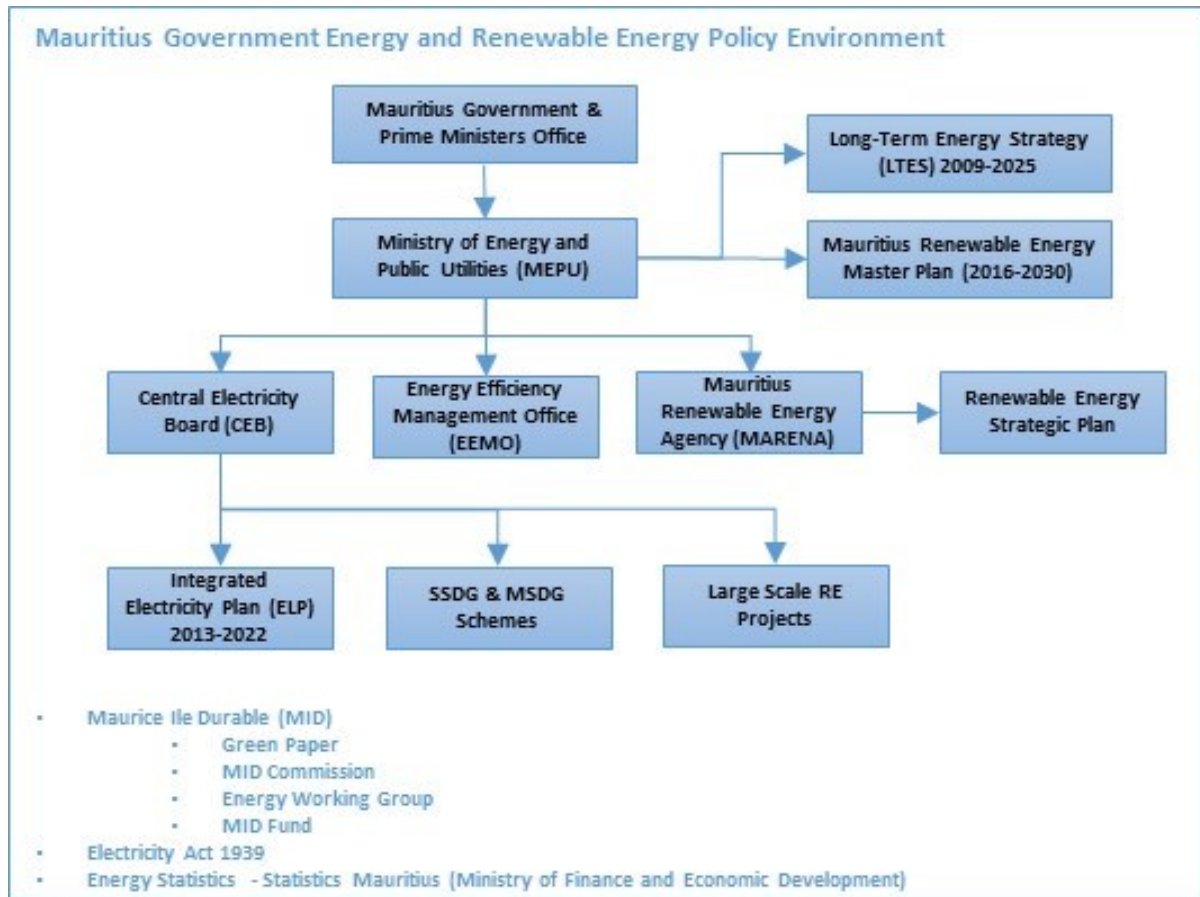 Mauritius Government Energy and Renewable Energy Policy Environment
Mauritius Government &
Prime Ministers Office
Long-Term Energy Strategy
(LTES) 2009-2025
Ministry of Energy and
Public Utilities (MEPU)
Mauritius Renewable Energy
Master Plan (2016-2030)
Central Electricity
Board (CEB)
Energy Efficiency
Management Office
(EEMO)
Mauritius
Renewable Energy
Agency (MARENA)
Renewable Energy
Strategic Plan
Integrated
Electricity Plan (ELP)
2013-2022
SSDG & MSDG
Schemes
Large Scale RE
Projects
Maurice Ile Durable (MID)
Green Paper
MID Commission
Energy Working Group
MID Fund
Electricity Act 1939
Energy Statistics - Statistics Mauritius (Ministry of Finance and Economic Development)